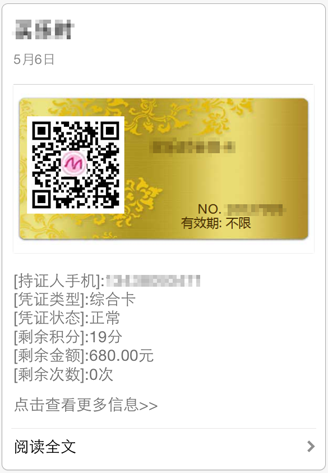 5月6日
NO.
有效期: 不限
[持证人手机]:
[凭证类型]:综合卡
[凭证状态]:正常
[剩余积分]:19分
[剩余金额]:680.00元
[剩余次数]:0次
点击查看更多信息>>
阅读全文